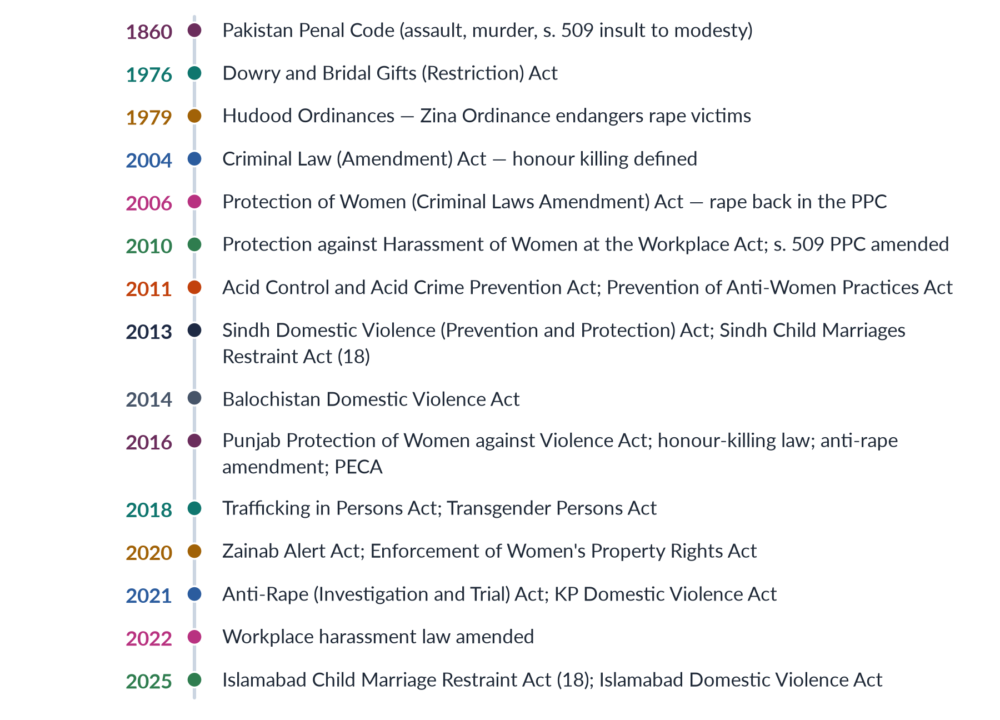 1860 Pakistan Penal Code (assault, murder, s. 509 insult to modesty)
1976 Dowry and Bridal Gifts (Restriction) Act
1979 Hudood Ordinances — Zina Ordinance endangers rape victims
2004 Criminal Law (Amendment) Act — honour killing defined
2006 Protection of Women (Criminal Laws Amendment) Act — rape back in the PPC
2010 Protection against Harassment of Women at the Workplace Act; s. 509 PPC amended
2011 Acid Control and Acid Crime Prevention Act; Prevention of Anti-Women Practices Act
2013 Sindh Domestic Violence (Prevention and Protection) Act; Sindh Child Marriages
Restraint Act (18)
2014 Balochistan Domestic Violence Act
2016 Punjab Protection of Women against Violence Act; honour-killing law; anti-rape
amendment; PECA
2018 Trafficking in Persons Act; Transgender Persons Act
2020 Zainab Alert Act; Enforcement of Women's Property Rights Act
2021 Anti-Rape (Investigation and Trial) Act; KP Domestic Violence Act
2022 Workplace harassment law amended
2025 Islamabad Child Marriage Restraint Act (18); Islamabad Domestic Violence Act